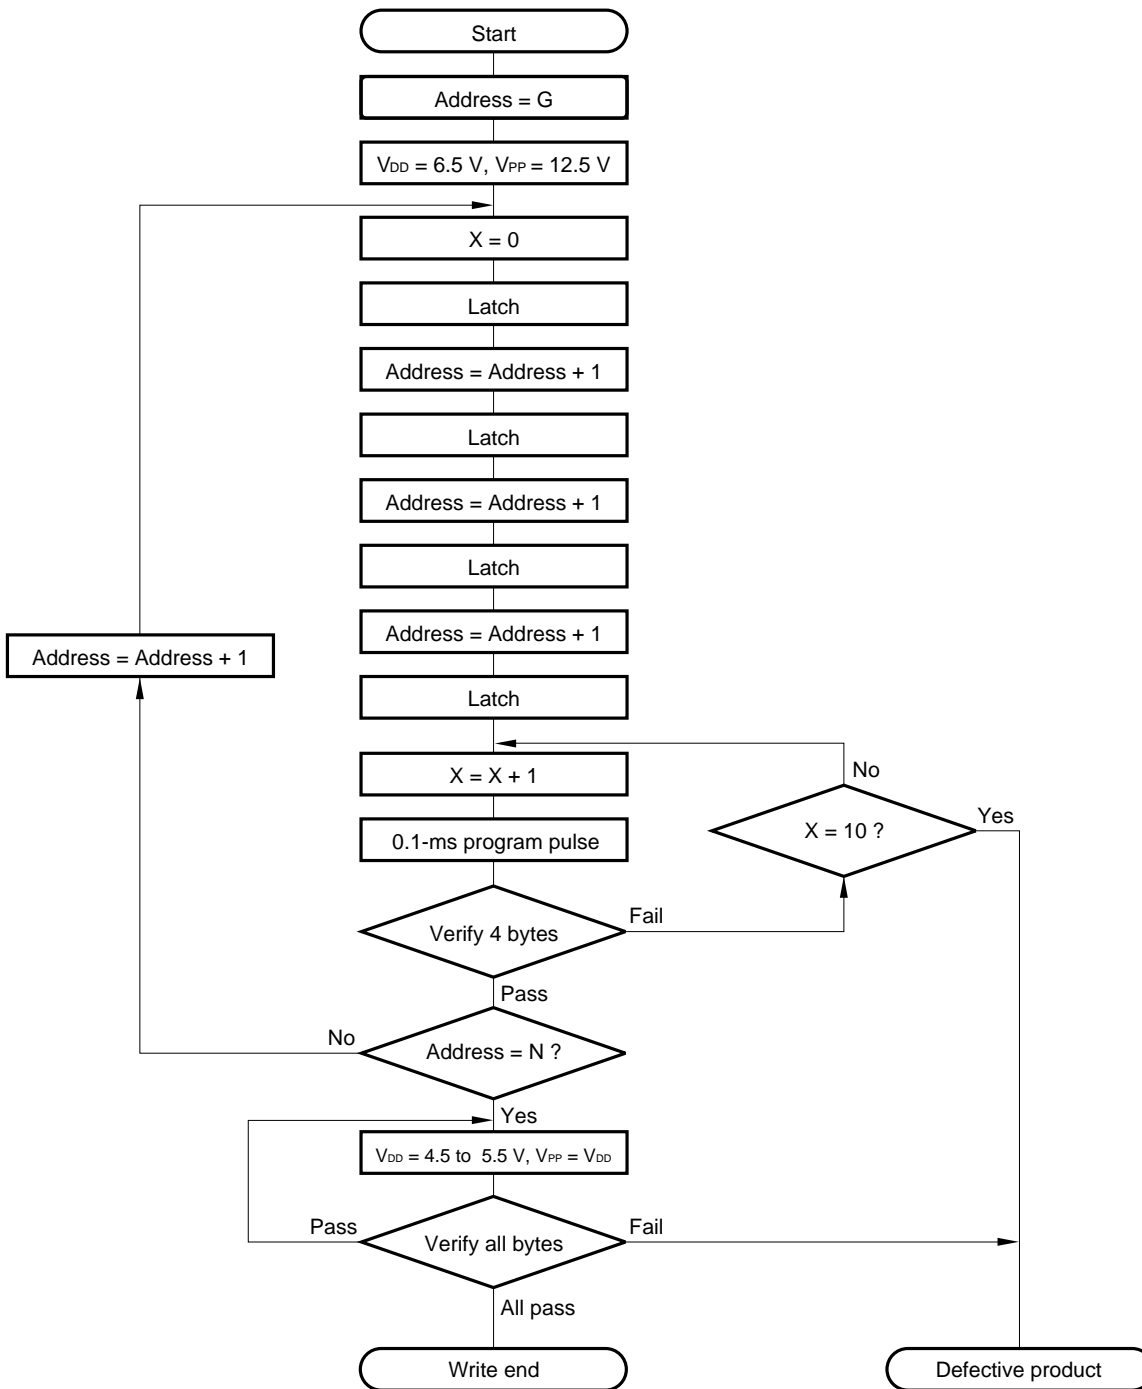 Start
Address = G
VDD = 6.5 V, VPP = 12.5 V
X = 0
Latch
Address = Address + 1
Latch
Address = Address + 1
Latch
Address = Address + 1
Address = Address + 1
Latch
X = X + 1
No
X = 10 ?
Yes
0.1-ms program pulse
Verify 4 bytes
Fail
Pass
No
Address = N ?
Yes
VDD = 4.5 to 5.5 V, VPP = VDD
Pass
Verify all bytes
Fail
All pass
Write end
Defective product